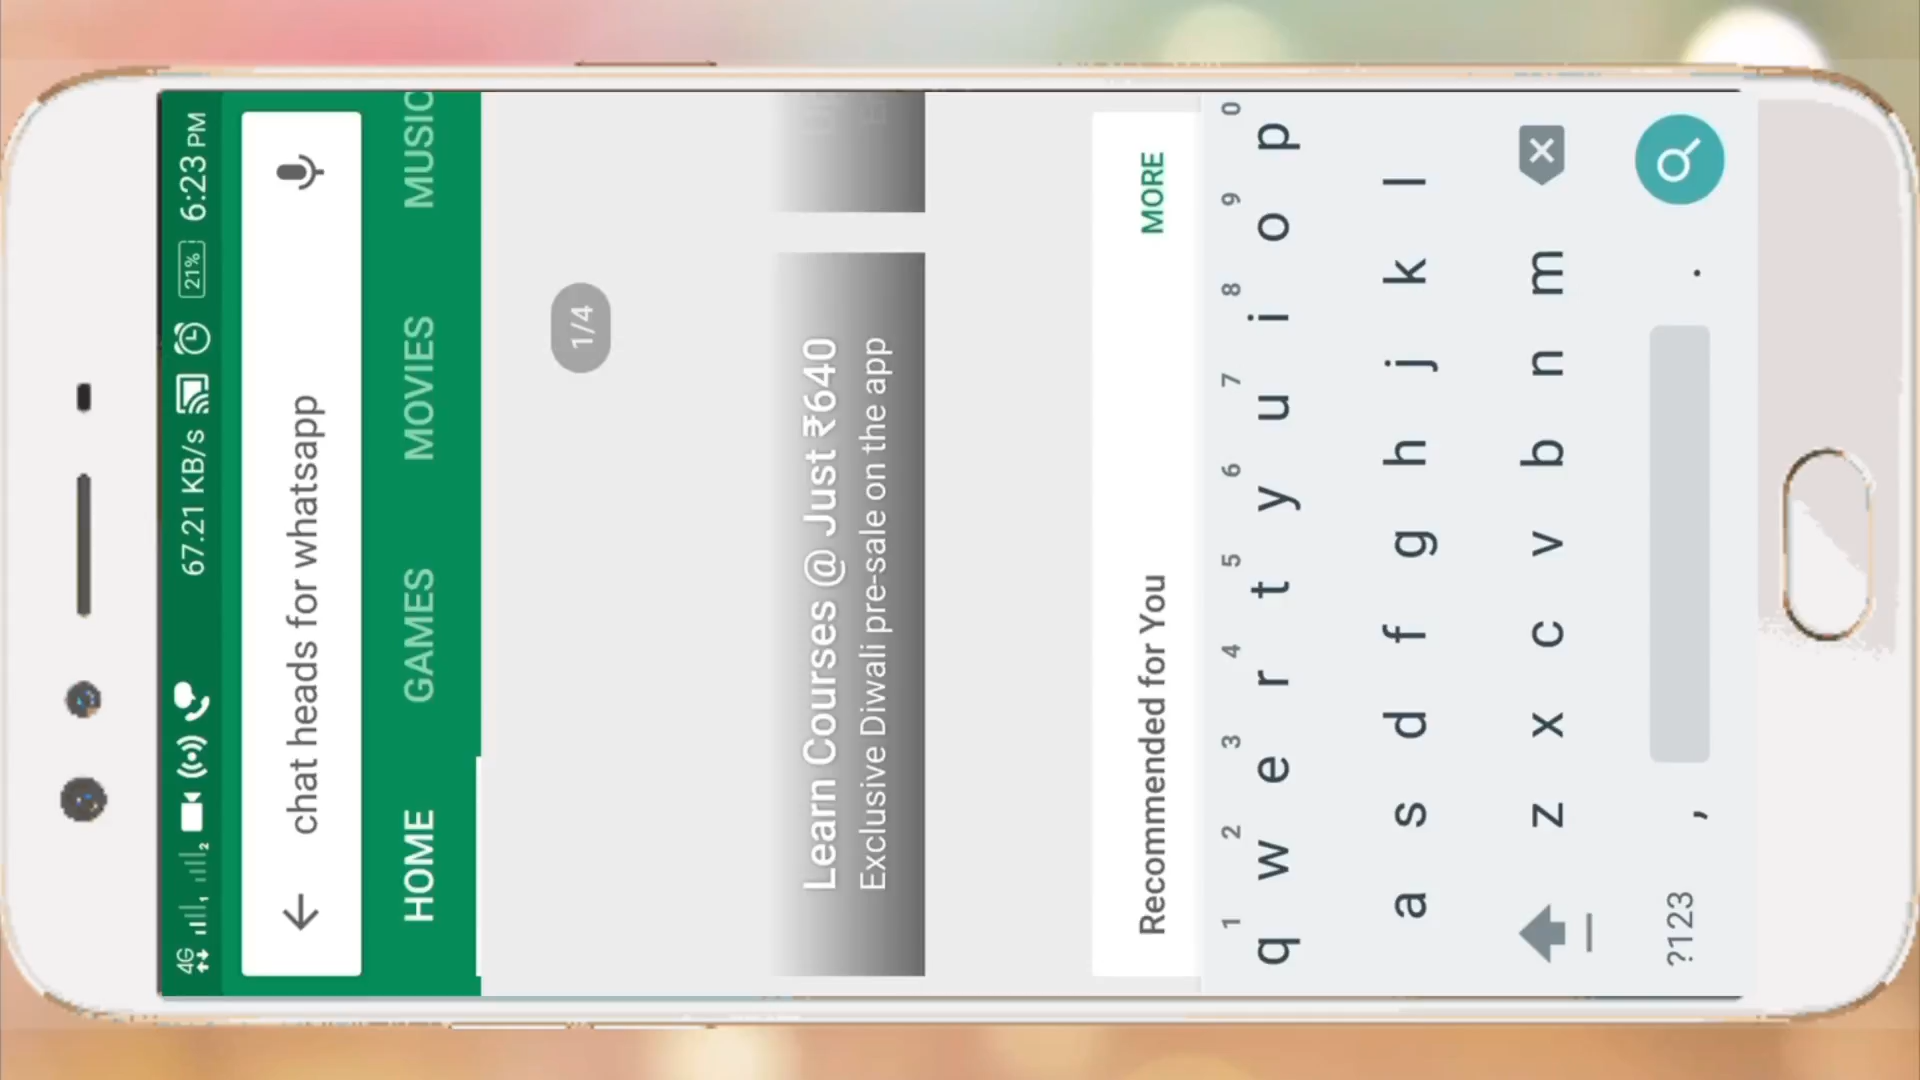 4G 1 2 67.21 KB/s 21% 6:23 PM
chat heads for whatsapp
HOME GAMES MOVIES MUSIC
1/4
Learn Courses @ Just ₹640
Exclusive Diwali pre-sale on the app
Recommended for You MORE
1 2 3 4 5 6 7 8 9 0
q w e r t y u i o p
a s d f g h j k l
z x c v b n m
?123 , .